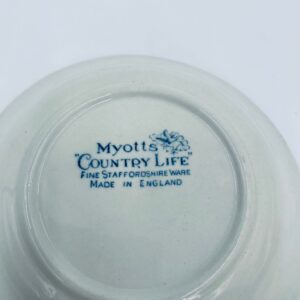 Myotts
"COUNTRY LIFE"
FINE STAFFORDSHIRE WARE
MADE IN ENGLAND